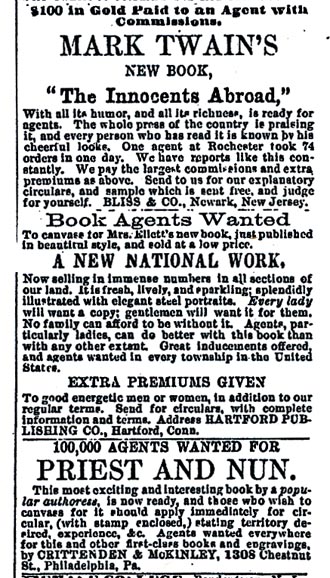 $100 in Gold Paid to an Agent with
Commissions.
MARK TWAIN'S
NEW BOOK,
"The Innocents Abroad,"
With all its humor, and all its richness, is ready for
agents. The whole press of the country is praising
it, and every person who has read it is known by his
cheerful looks. One agent at Rochester took 74
orders in one day. We have reports like this con-
stantly. We pay the largest commissions and extra
premiums as above. Send to us for our explanatory
circulars, and sample which is sent free, and judge
for yourself. BLISS & CO., Newark, New Jersey.
Book Agents Wanted
To canvass for Mrs. Ellett's new book, just published
in beautiful style, and sold at a low price.
A NEW NATIONAL WORK,
Now selling in immense numbers in all sections of
our land. It is fresh, lively, and sparkling; splendidly
illustrated with elegant steel portraits. Every lady
will want a copy; gentlemen will want it for them.
No family can afford to be without it. Agents, par-
ticularly ladies, can do better with this book than
with any other extant. Great inducements offered,
and agents wanted in every township in the United
States.
EXTRA PREMIUMS GIVEN
To good energetic men or women, in addition to our
regular terms. Send for circulars, with complete
information and terms. Address HARTFORD PUB-
LISHING CO., Hartford, Conn.
100,000 AGENTS WANTED FOR
PRIEST AND NUN.
This most exciting and interesting book by a popu-
lar authoress, is now ready, and those who wish to
canvass for it should apply immediately for cir-
cular, (with stamp enclosed,) stating territory de-
sired, experience, &c. Agents wanted everywhere
for this and other first-class books and engravings,
by CRITTENDEN & McKINLEY, 1308 Chestnut
St., Philadelphia, Pa.